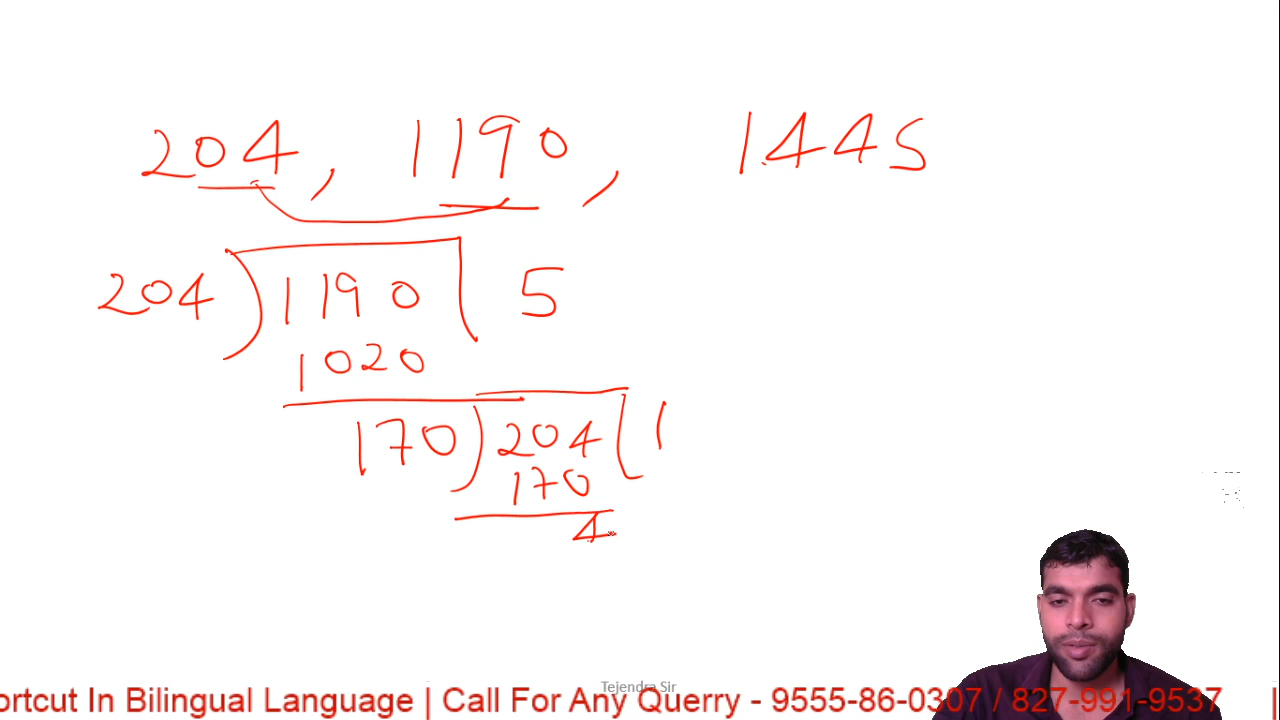 204, 1190, 1445
204) 1190 ( 5
1020
170) 204 ( 1
170
4
Tejendra Sir
ortcut In Bilingual Language | Call For Any Querry - 9555-86-0307 / 827-991-9537 |